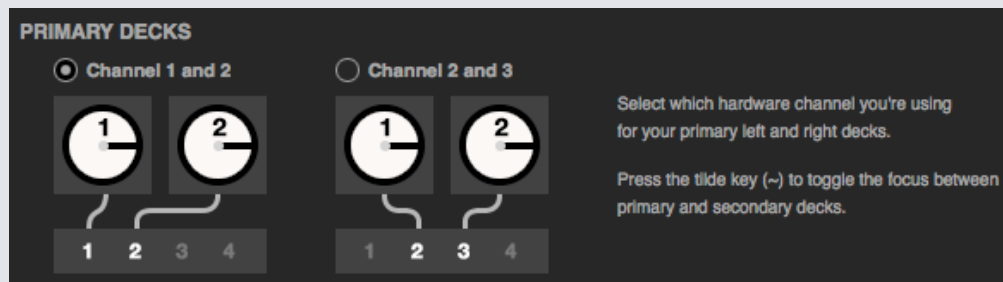 PRIMARY DECKS
Channel 1 and 2
Channel 2 and 3
1 2
1 2
1 2 3 4
1 2 3 4
Select which hardware channel you're using
for your primary left and right decks.
Press the tilde key (~) to toggle the focus between
primary and secondary decks.